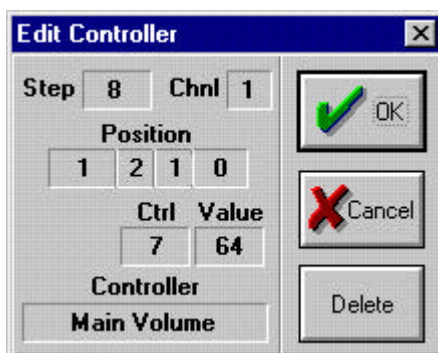 Edit Controller
Step 8 Chnl 1
OK
Position
1 2 1 0
Ctrl Value
7 64
Cancel
Controller
Main Volume
Delete